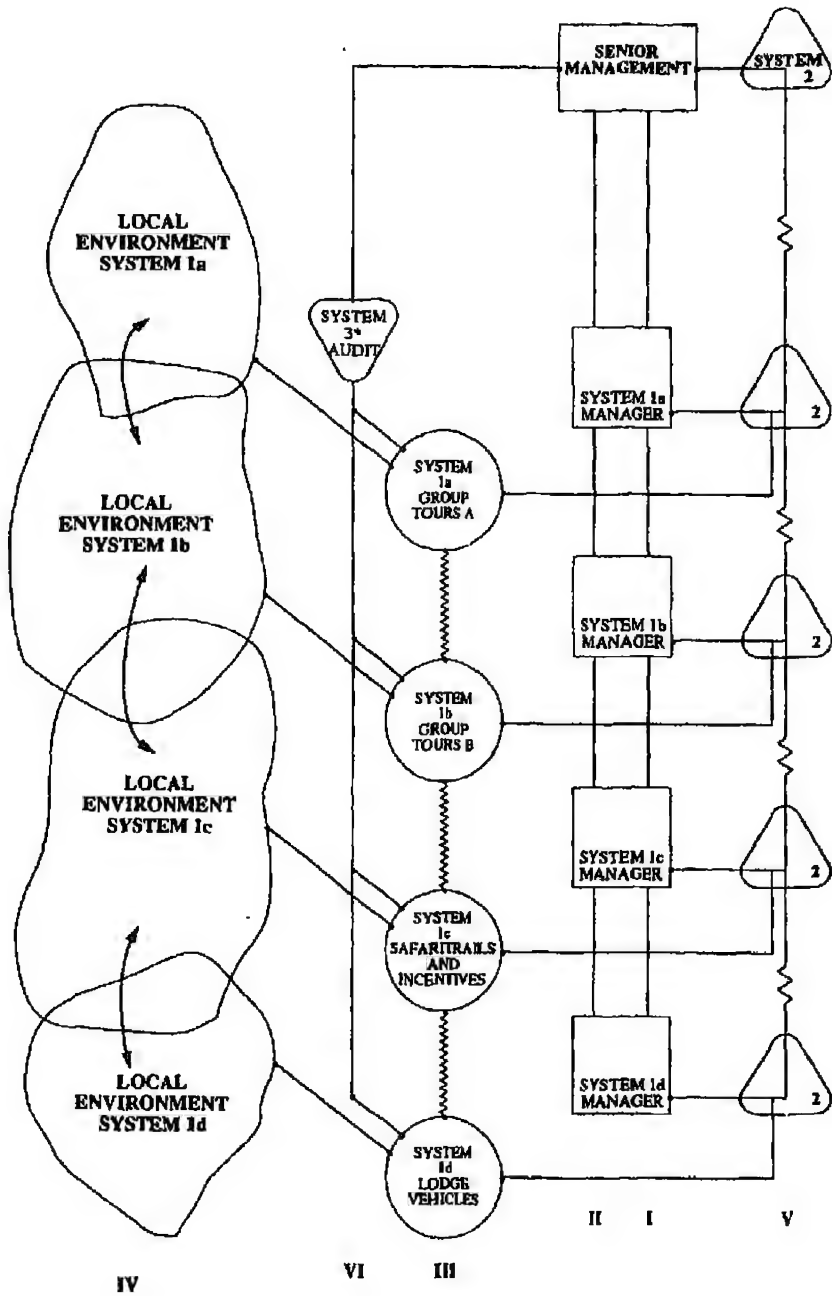 SENIOR
MANAGEMENT
SYSTEM
2
LOCAL
ENVIRONMENT
SYSTEM 1a
SYSTEM
3*
AUDIT
SYSTEM 1a
MANAGER
2
SYSTEM
1a
GROUP
TOURS A
LOCAL
ENVIRONMENT
SYSTEM 1b
SYSTEM 1b
MANAGER
2
SYSTEM
1b
GROUP
TOURS B
LOCAL
ENVIRONMENT
SYSTEM 1c
SYSTEM 1c
MANAGER
2
SYSTEM
1c
SAFARITRAILS
AND
INCENTIVES
LOCAL
ENVIRONMENT
SYSTEM 1d
SYSTEM 1d
MANAGER
2
SYSTEM
1d
LODGE
VEHICLES
II
I
V
IV
VI
III